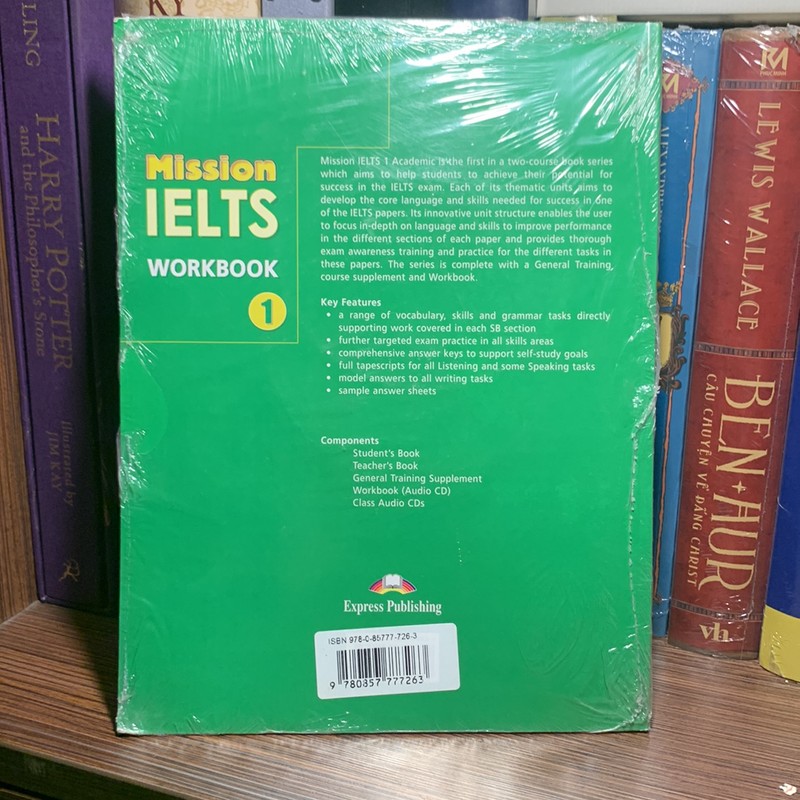 LING
HARRY POTTER
and the Philosopher's Stone
Illustrated by
JIM KAY
KY
Mission
IELTS
WORKBOOK
1
Mission IELTS 1 Academic is the first in a two-course book series
which aims to help students to achieve their potential for
success in the IELTS exam. Each of its thematic units aims to
develop the core language and skills needed for success in one
of the IELTS papers. Its innovative unit structure enables the user
to focus in-depth on language and skills to improve performance
in the different sections of each paper and provides thorough
exam awareness training and practice for the different tasks in
these papers. The series is complete with a General Training
course supplement and Workbook.
Key Features
• a range of vocabulary, skills and grammar tasks directly
supporting work covered in each SB section
• further targeted exam practice in all skills areas
• comprehensive answer keys to support self-study goals
• full tapescripts for all Listening and some Speaking tasks
• model answers to all writing tasks
• sample answer sheets
Components
Student's Book
Teacher's Book
General Training Supplement
Workbook (Audio CD)
Class Audio CDs
Express Publishing
ISBN 978-0-85777-726-3
9 780857 777263
LEWIS WALLACE
BEN+HUR
CÂU CHUYỆN VỀ ĐẤNG CHRIST
vh.